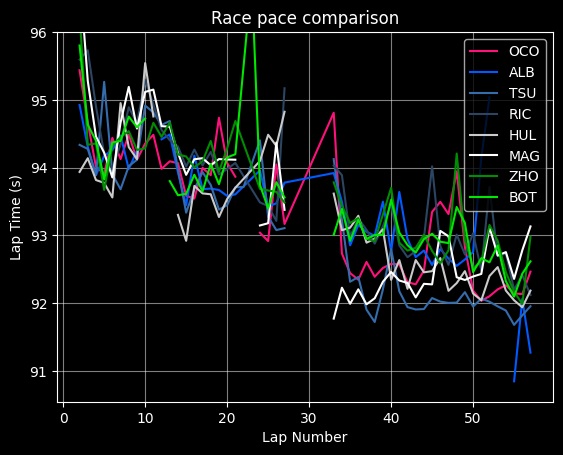 Race pace comparison
96
95
94
93
92
91
Lap Time (s)
0
10
20
30
40
50
Lap Number
OCO
ALB
TSU
RIC
HUL
MAG
ZHO
BOT